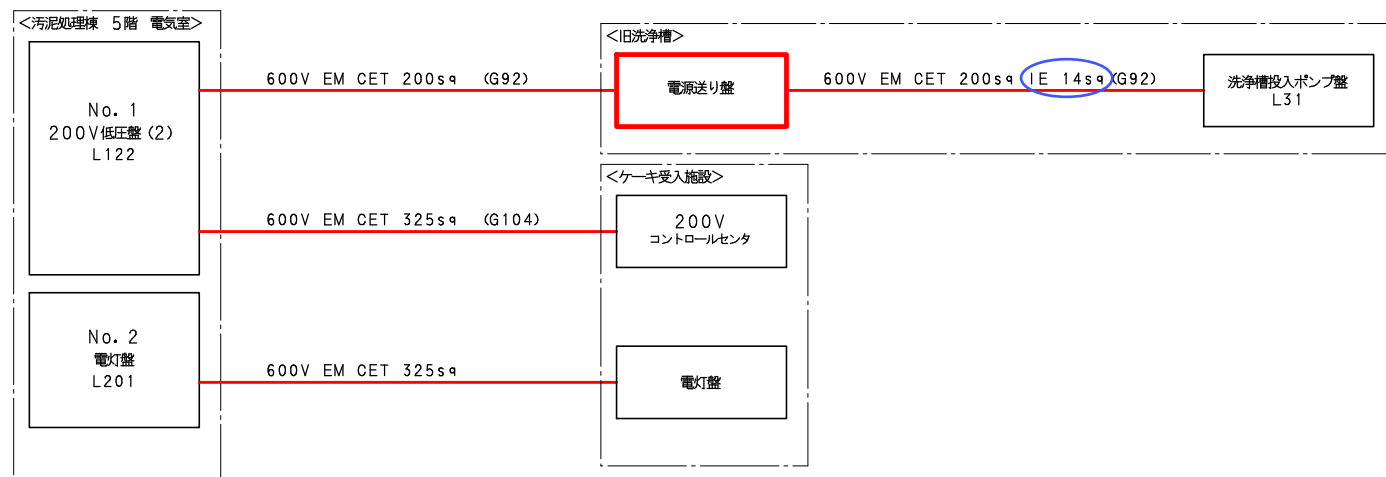 <汚泥処理棟 5階 電気室>
No. 1
200V低圧盤(2)
L122
600V EM CET 200sq (G92)
<旧洗浄槽>
電源送り盤
600V EM CET 200sq IE 14sq (G92)
洗浄槽投入ポンプ盤
L31
600V EM CET 325sq (G104)
<ケーキ受入施設>
200V
コントロールセンタ
No. 2
電灯盤
L201
600V EM CET 325sq
電灯盤